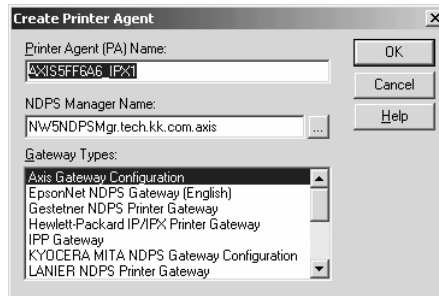 Create Printer Agent
Printer Agent (PA) Name:
AXIS5FF6A6_IPX1
NDPS Manager Name:
NW5NDPSMgr.tech.kk.com.axis
...
Gateway Types:
Axis Gateway Configuration
EpsonNet NDPS Gateway (English)
Gestetner NDPS Printer Gateway
Hewlett-Packard IP/IPX Printer Gateway
IPP Gateway
KYOCERA MITA NDPS Gateway Configuration
LANIER NDPS Printer Gateway
OK
Cancel
Help